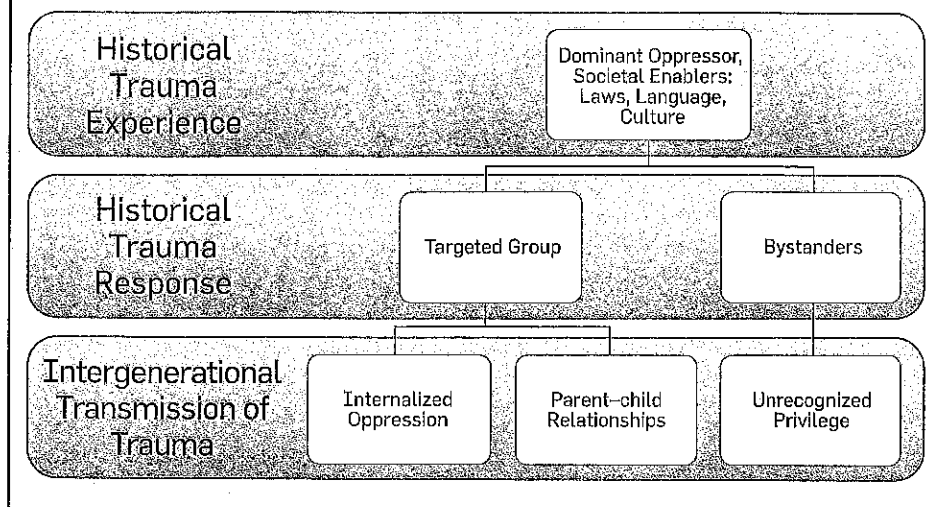 Historical
Trauma
Experience
Dominant Oppressor,
Societal Enablers:
Laws, Language,
Culture
Historical
Trauma
Response
Targeted Group
Bystanders
Intergenerational
Transmission of
Trauma
Internalized
Oppression
Parent–child
Relationships
Unrecognized
Privilege